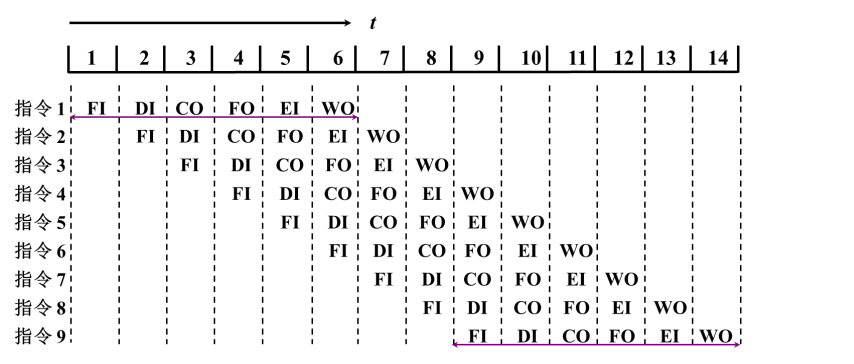 t
1 2 3 4 5 6 7 8 9 10 11 12 13 14
指令 1 FI DI CO FO EI WO
指令 2 FI DI CO FO EI WO
指令 3 FI DI CO FO EI WO
指令 4 FI DI CO FO EI WO
指令 5 FI DI CO FO EI WO
指令 6 FI DI CO FO EI WO
指令 7 FI DI CO FO EI WO
指令 8 FI DI CO FO EI WO
指令 9 FI DI CO FO EI WO